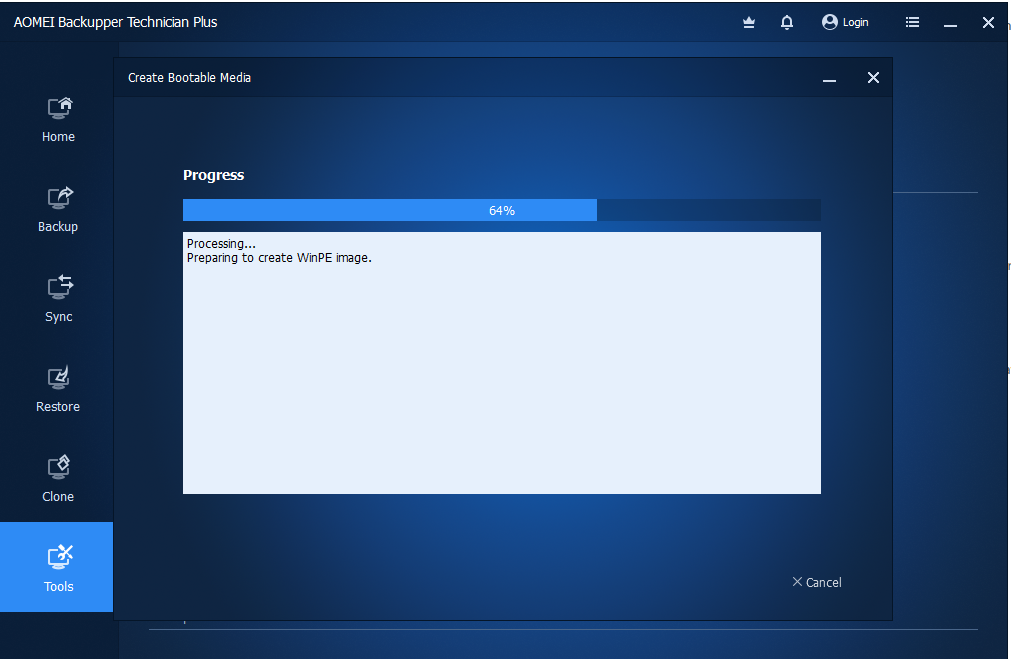 AOMEI Backupper Technician Plus
Login
Create Bootable Media
Home
Backup
Sync
Restore
Clone
Tools
Progress
64%
Processing...
Preparing to create WinPE image.
Cancel